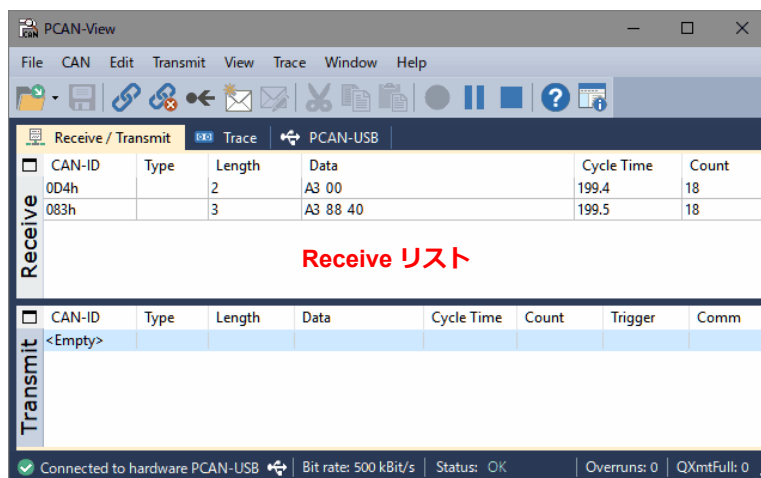 PCAN-View
File CAN Edit Transmit View Trace Window Help
Receive / Transmit Trace PCAN-USB
CAN-ID Type Length Data Cycle Time Count
0D4h 2 A3 00 199.4 18
083h 3 A3 88 40 199.5 18
Receive
Receive リスト
CAN-ID Type Length Data Cycle Time Count Trigger Comm
<Empty>
Transmit
Connected to hardware PCAN-USB Bit rate: 500 kBit/s Status: OK Overruns: 0 QXmtFull: 0